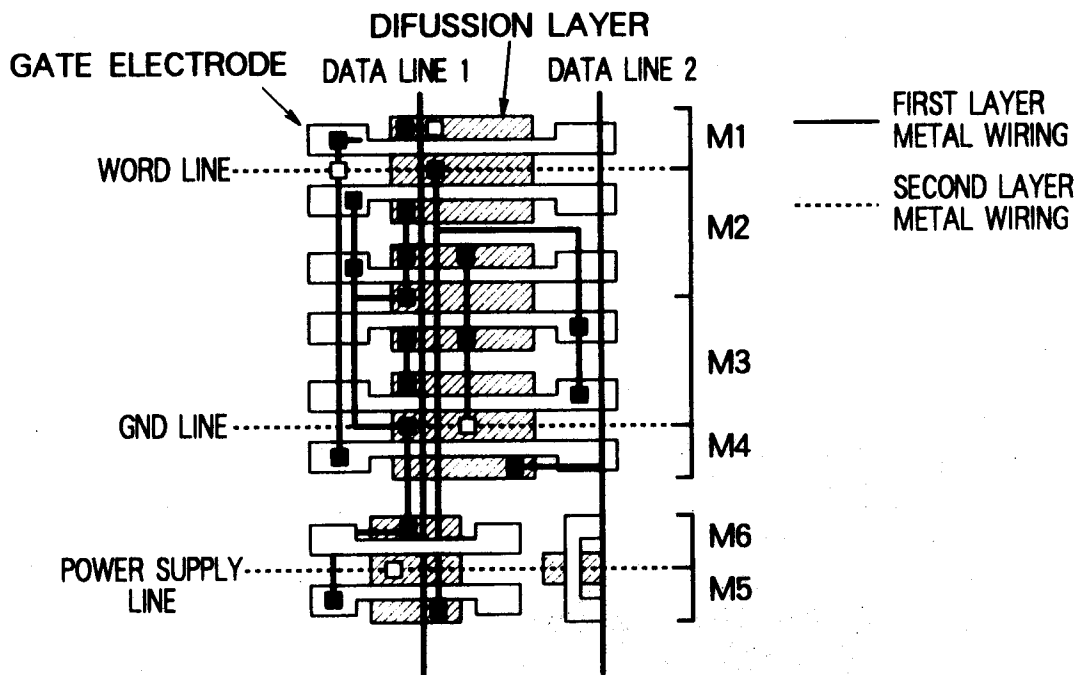 DIFUSSION LAYER
GATE ELECTRODE
DATA LINE 1
DATA LINE 2
FIRST LAYER
METAL WIRING
M1
WORD LINE
SECOND LAYER
METAL WIRING
M2
M3
GND LINE
M4
M6
POWER SUPPLY
LINE
M5